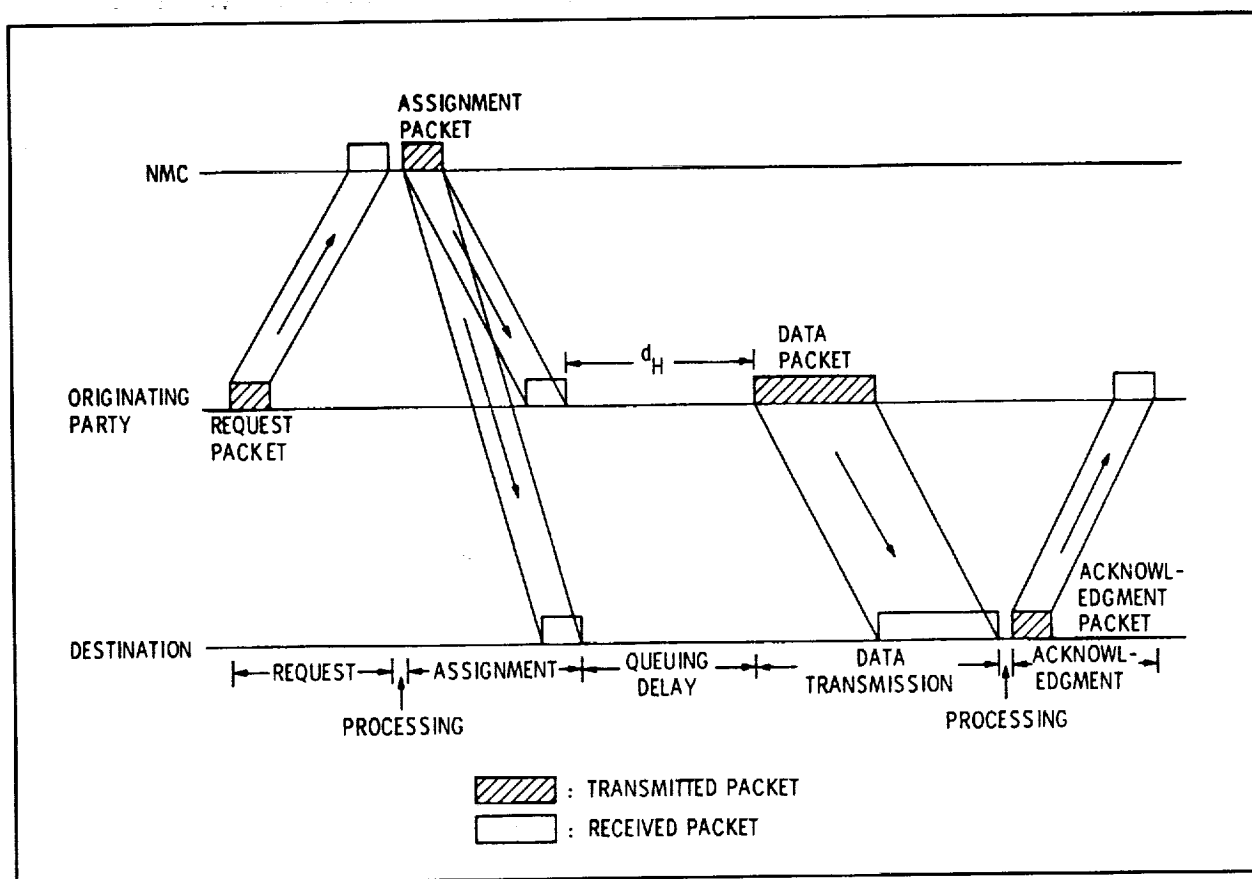 ASSIGNMENT
PACKET
NMC
d_H
DATA
PACKET
ORIGINATING
PARTY
REQUEST
PACKET
ACKNOWL-
EDGMENT
PACKET
DESTINATION
REQUEST
ASSIGNMENT
QUEUING
DELAY
DATA
TRANSMISSION
ACKNOWL-
EDGMENT
PROCESSING
PROCESSING
: TRANSMITTED PACKET
: RECEIVED PACKET